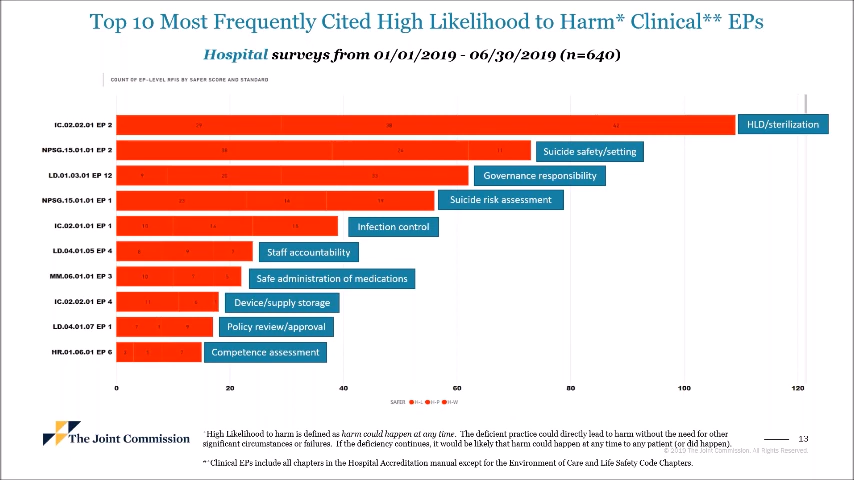 Top 10 Most Frequently Cited High Likelihood to Harm* Clinical** EPs
Hospital surveys from 01/01/2019 - 06/30/2019 (n=640)
COUNT OF EP-LEVEL RFIS BY SAFER SCORE AND STANDARD
IC.02.02.01 EP 2
HLD/sterilization
NPSG.15.01.01 EP 2
Suicide safety/setting
LD.01.03.01 EP 12
Governance responsibility
NPSG.15.01.01 EP 1
Suicide risk assessment
IC.02.01.01 EP 1
Infection control
LD.04.01.05 EP 4
Staff accountability
MM.06.01.01 EP 3
Safe administration of medications
IC.02.02.01 EP 4
Device/supply storage
LD.04.01.07 EP 1
Policy review/approval
HR.01.06.01 EP 6
Competence assessment
0 20 40 60 80 100 120
SAFER H-L H-P H-W
The Joint Commission
*High Likelihood to harm is defined as harm could happen at any time. The deficient practice could directly lead to harm without the need for other
significant circumstances or failures. If the deficiency continues, it would be likely that harm could happen at any time to any patient (or did happen).
**Clinical EPs include all chapters in the Hospital Accreditation manual except for the Environment of Care and Life Safety Code Chapters.
13
© 2019 The Joint Commission. All Rights Reserved.